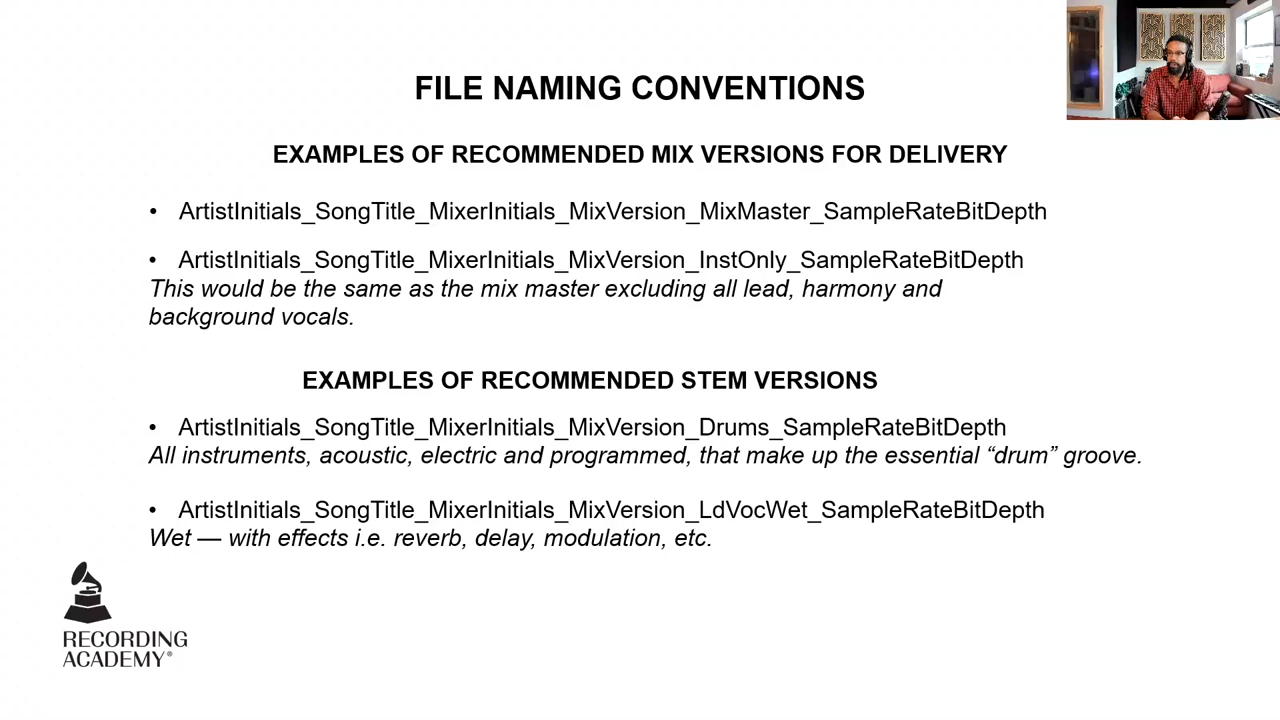 FILE NAMING CONVENTIONS
EXAMPLES OF RECOMMENDED MIX VERSIONS FOR DELIVERY
• ArtistInitials_SongTitle_MixerInitials_MixVersion_MixMaster_SampleRateBitDepth
• ArtistInitials_SongTitle_MixerInitials_MixVersion_InstOnly_SampleRateBitDepth
This would be the same as the mix master excluding all lead, harmony and
background vocals.
EXAMPLES OF RECOMMENDED STEM VERSIONS
• ArtistInitials_SongTitle_MixerInitials_MixVersion_Drums_SampleRateBitDepth
All instruments, acoustic, electric and programmed, that make up the essential “drum” groove.
• ArtistInitials_SongTitle_MixerInitials_MixVersion_LdVocWet_SampleRateBitDepth
Wet — with effects i.e. reverb, delay, modulation, etc.
RECORDING
ACADEMY®